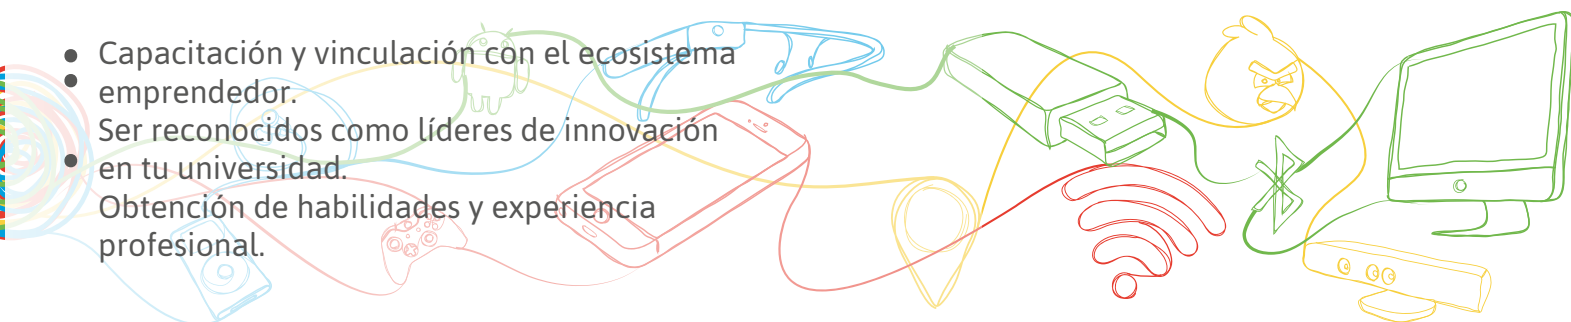 • Capacitación y vinculación con el ecosistema
• emprendedor.
Ser reconocidos como líderes de innovación
• en tu universidad.
Obtención de habilidades y experiencia
profesional.